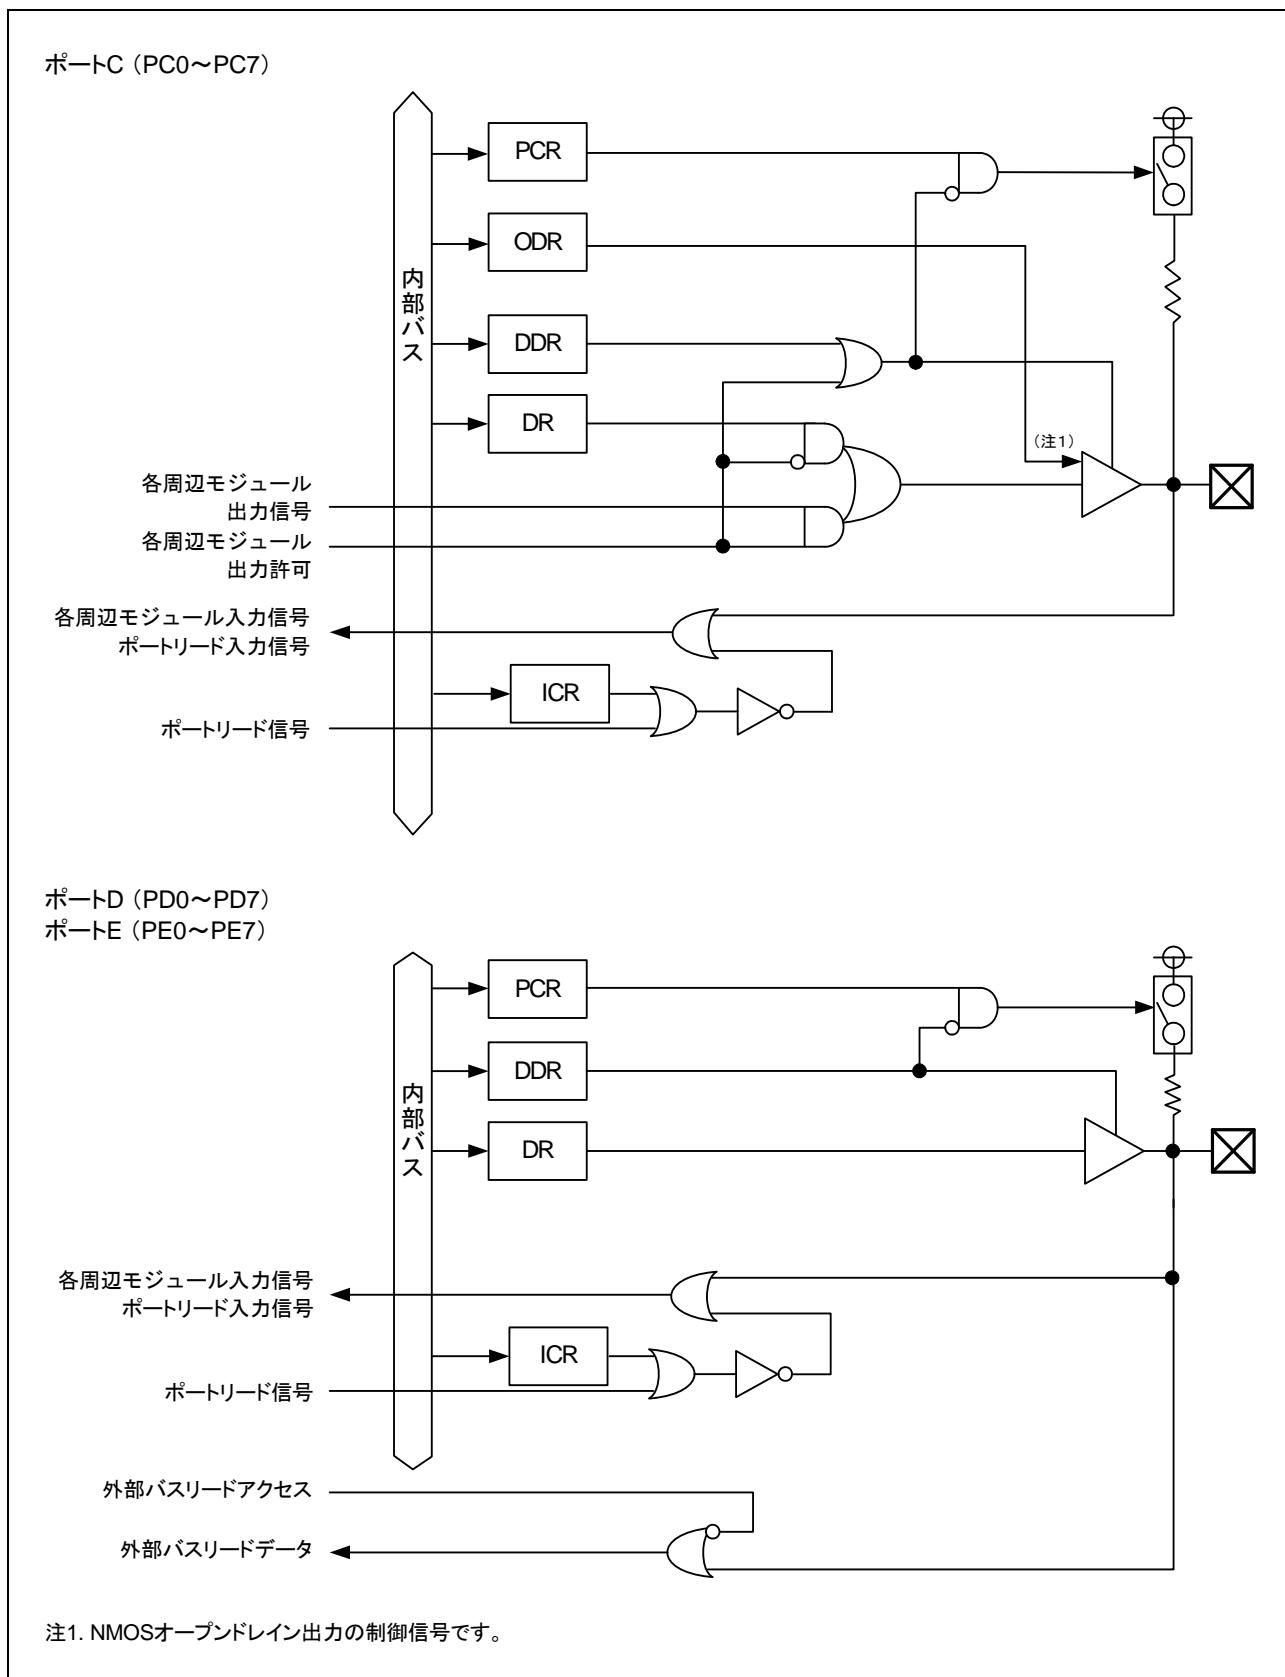 ポートC（PC0～PC7）
PCR
ODR
内部バス
DDR
DR
（注1）
各周辺モジュール
出力信号
各周辺モジュール
出力許可
各周辺モジュール入力信号
ポートリード入力信号
ICR
ポートリード信号
ポートD（PD0～PD7）
ポートE（PE0～PE7）
PCR
DDR
内部バス
DR
各周辺モジュール入力信号
ポートリード入力信号
ICR
ポートリード信号
外部バスリードアクセス
外部バスリードデータ
注1. NMOSオープンドレイン出力の制御信号です。